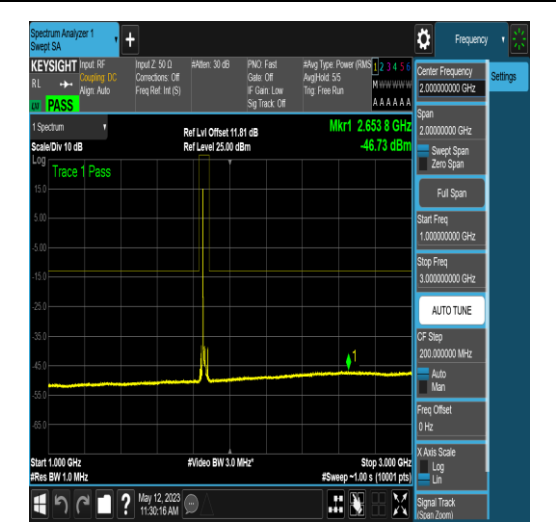 Spectrum Analyzer 1
Swept SA
+
Frequency
KEYSIGHT
RL
PASS
Input: RF
Coupling: DC
Align: Auto
Input Z: 50 Ω
Corrections: Off
Freq Ref: Int (S)
#Atten: 30 dB
PNO: Fast
Gate: Off
IF Gain: Low
Sig Track: Off
#Avg Type: Power (RMS
Avg|Hold: 5/5
Trig: Free Run
1 2 3 4 5 6
M w w w w w
A A A A A A
1 Spectrum
Scale/Div 10 dB
Ref Lvl Offset 11.81 dB
Ref Level 25.00 dBm
Mkr1 2.653 8 GHz
-46.73 dBm
Log
Trace 1 Pass
15.0
5.00
-5.00
-15.0
-25.0
-35.0
-45.0
-55.0
-65.0
1
Start 1.000 GHz
#Res BW 1.0 MHz
#Video BW 3.0 MHz*
Stop 3.000 GHz
#Sweep ~1.00 s (10001 pts)
Center Frequency
2.000000000 GHz
Settings
Span
2.00000000 GHz
Swept Span
Zero Span
Full Span
Start Freq
1.000000000 GHz
Stop Freq
3.000000000 GHz
AUTO TUNE
CF Step
200.000000 MHz
Auto
Man
Freq Offset
0 Hz
X Axis Scale
Log
Lin
Signal Track
(Span Zoom)
?
May 12, 2023
11:30:16 AM